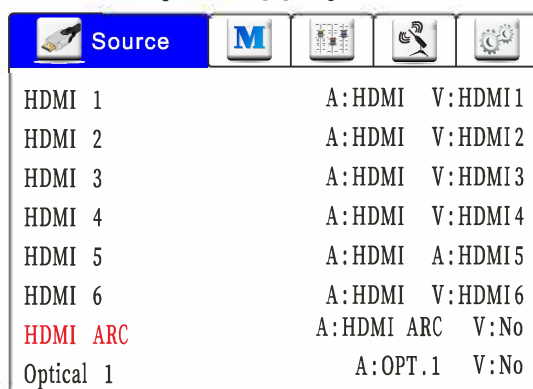 Source M
HDMI 1 A:HDMI V:HDMI1
HDMI 2 A:HDMI V:HDMI2
HDMI 3 A:HDMI V:HDMI3
HDMI 4 A:HDMI V:HDMI4
HDMI 5 A:HDMI A:HDMI5
HDMI 6 A:HDMI V:HDMI6
HDMI ARC A:HDMI ARC V:No
Optical 1 A:OPT.1 V:No